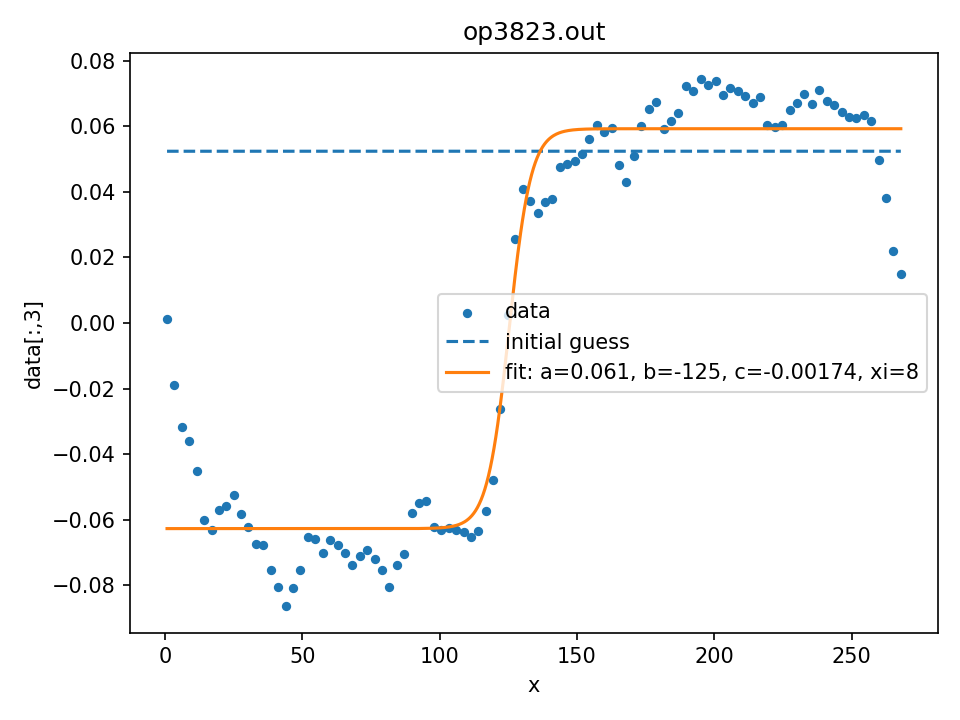 op3823.out
0.08
0.06
0.04
0.02
0.00
−0.02
−0.04
−0.06
−0.08
data[:,3]
data
initial guess
fit: a=0.061, b=-125, c=-0.00174, xi=8
0 50 100 150 200 250
x